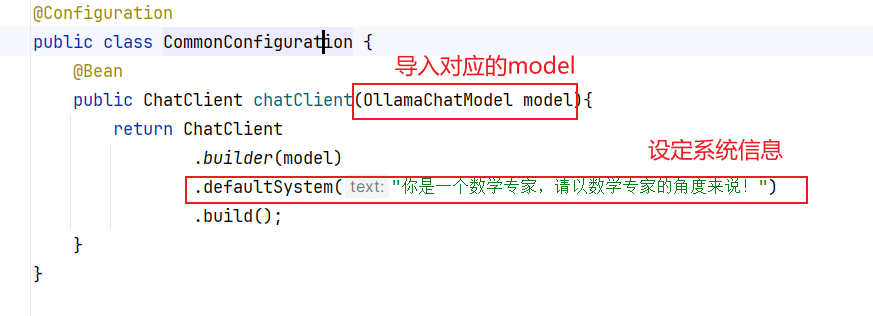 @Configuration
public class CommonConfiguration {
@Bean
导入对应的model
public ChatClient chatClient(OllamaChatModel model){
return ChatClient
设定系统信息
.builder(model)
.defaultSystem( text: "你是一个数学专家，请以数学专家的角度来说！")
.build();
}
}